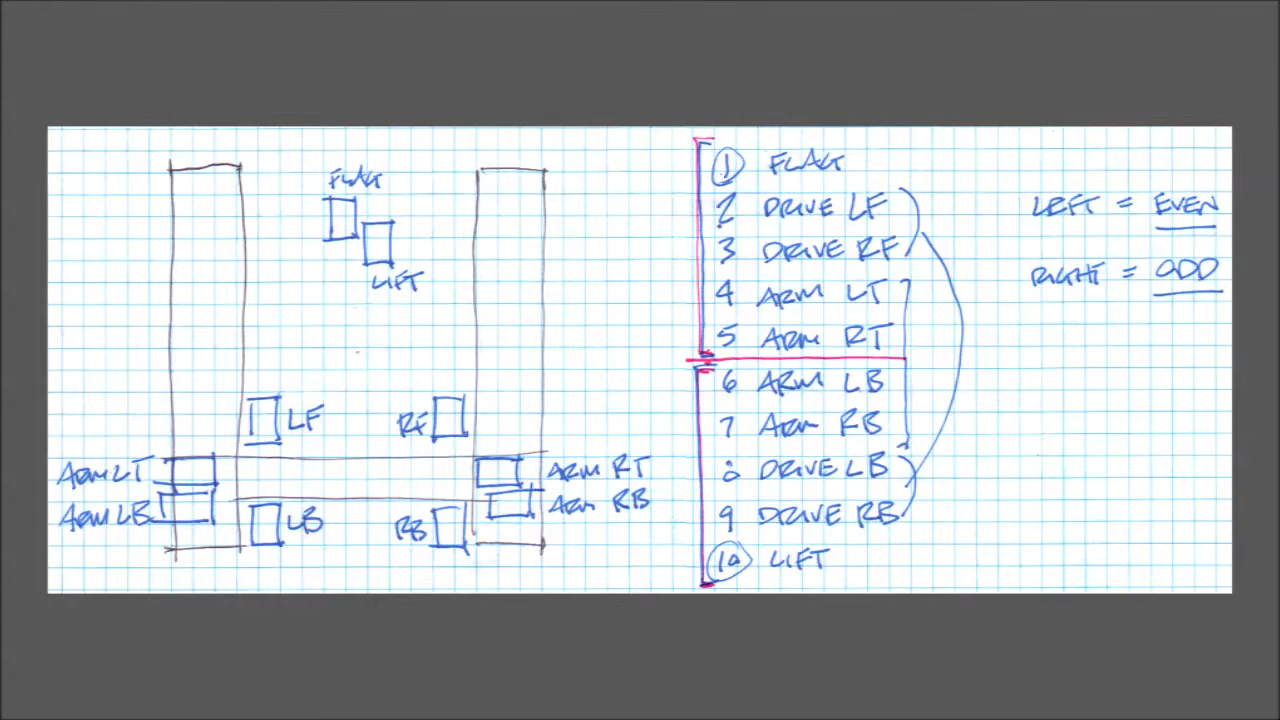 FLAG
LIFT
LF
RF
ARM LT
ARM RT
ARM LB
ARM RB
LB
RB
1 FLAG
2 DRIVE LF
3 DRIVE RF
4 ARM LT
5 ARM RT
6 ARM LB
7 ARM RB
8 DRIVE LB
9 DRIVE RB
10 LIFT
LEFT = EVEN
RIGHT = ODD